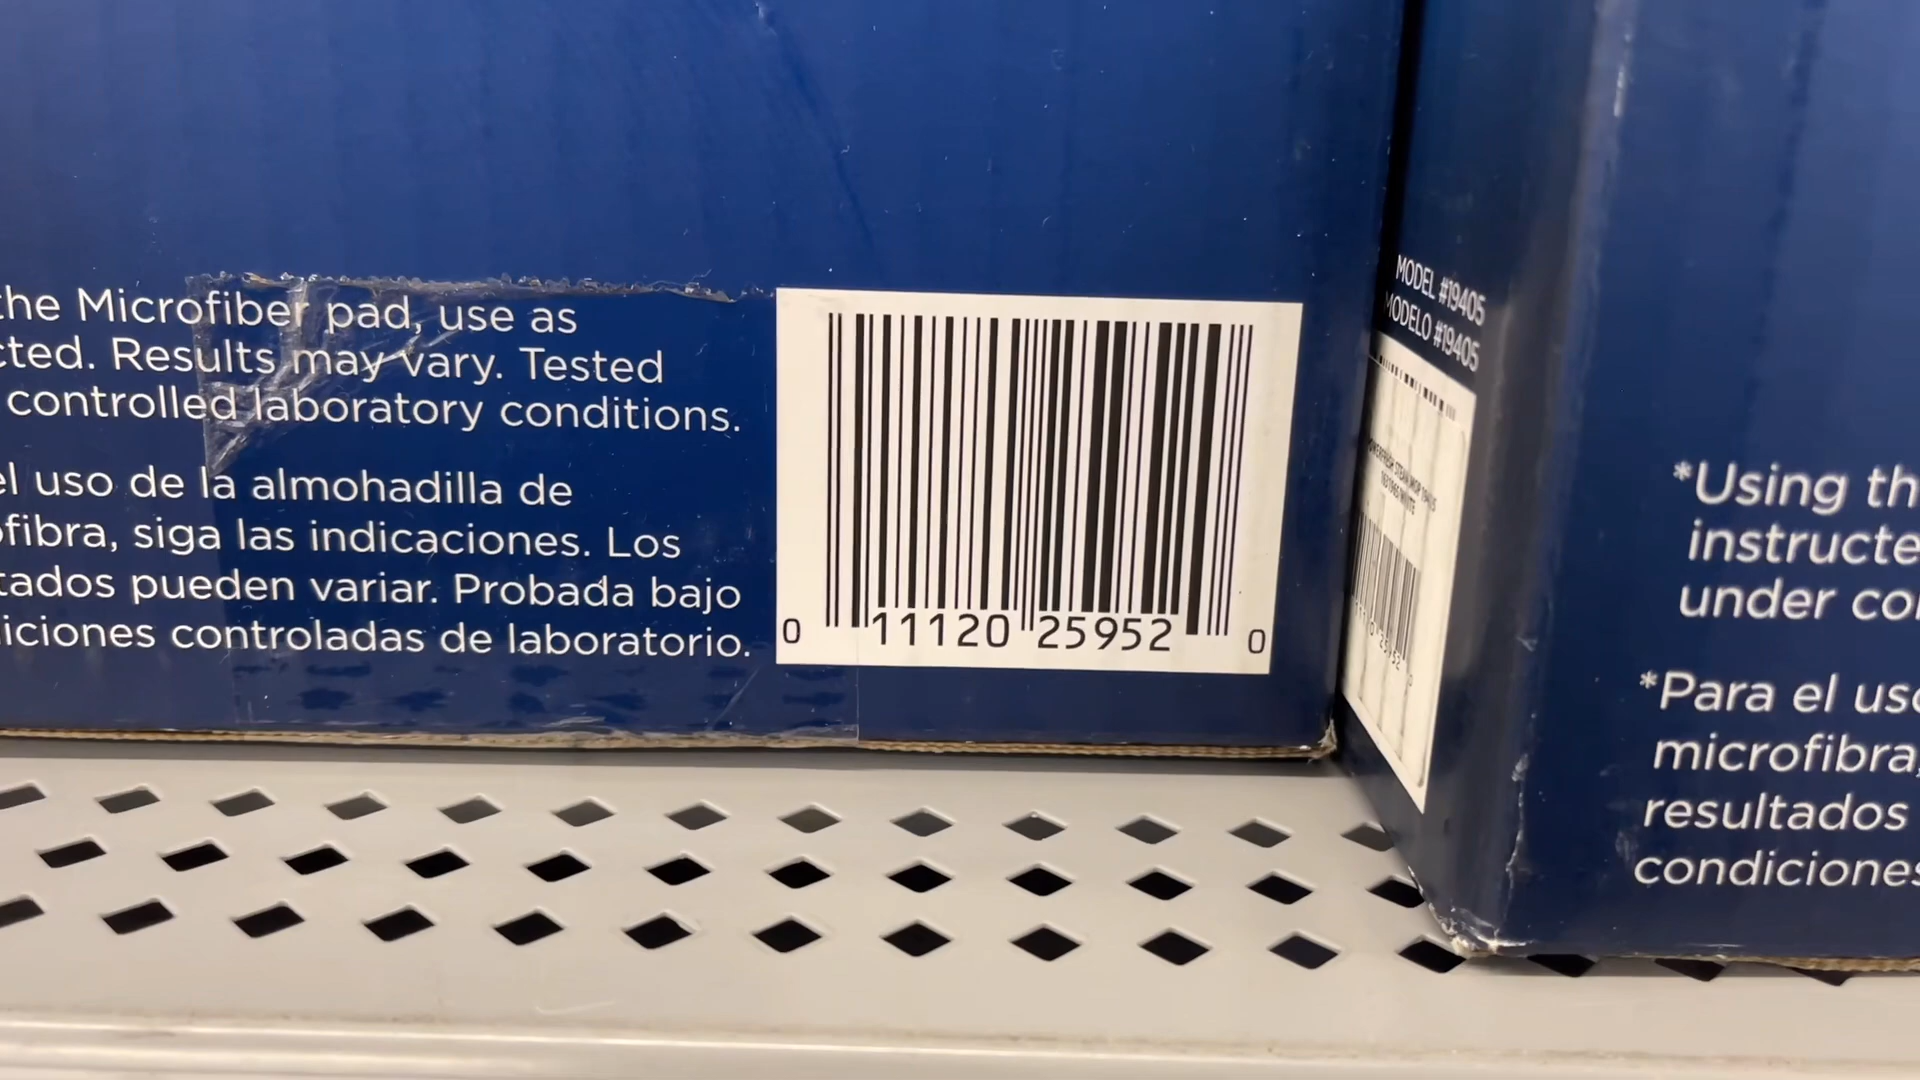 the Microfiber pad, use as
cted. Results may vary. Tested
controlled laboratory conditions.
el uso de la almohadilla de
ofibra, siga las indicaciones. Los
tados pueden variar. Probada bajo
iciones controladas de laboratorio.
0 11120 25952 0
MODEL #19405
MODELO #19405
*Using th
instructe
under co
*Para el uso
microfibra,
resultados
condiciones